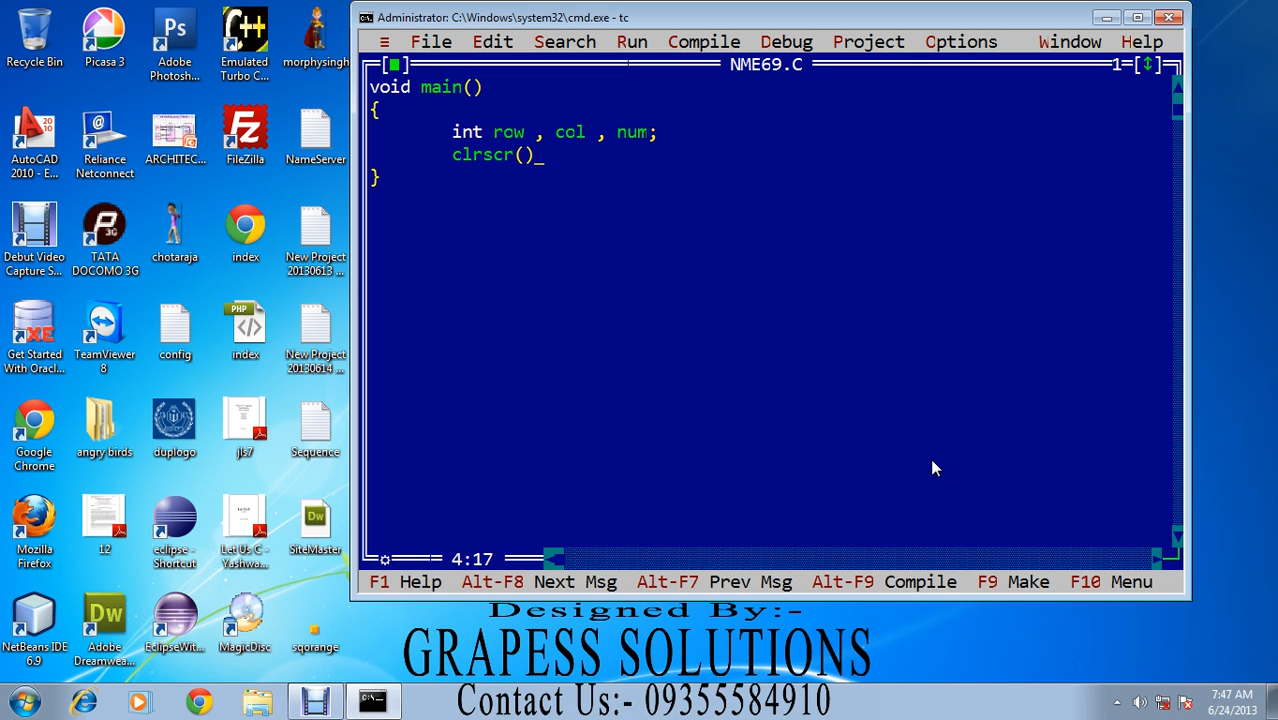 Administrator: C:\Windows\system32\cmd.exe - tc
≡ File Edit Search Run Compile Debug Project Options Window Help
[■] NME69.C 1=[↕]
void main()
{
int row , col , num;
clrscr()_
}
4:17
F1 Help Alt-F8 Next Msg Alt-F7 Prev Msg Alt-F9 Compile F9 Make F10 Menu
Recycle Bin
Picasa 3
Adobe Photosh...
Emulated Turbo C...
morphysingh
AutoCAD 2010 - E...
Reliance Netconnect
ARCHITEC...
FileZilla
NameServer
Debut Video Capture S...
TATA DOCOMO 3G
chotaraja
index
New Project 20130613 ...
Get Started With Oracl...
TeamViewer 8
config
index
New Project 20130614 ...
Google Chrome
angry birds
duplogo
jls7
Sequence
Mozilla Firefox
12
eclipse - Shortcut
Let Us C - Yashwa...
SiteMaster
NetBeans IDE 6.9
Adobe Dreamwea...
EclipseWit...
MagicDisc
sqorange
Designed By:-
GRAPESS SOLUTIONS
Contact Us:- 09355584910
7:47 AM
6/24/2013